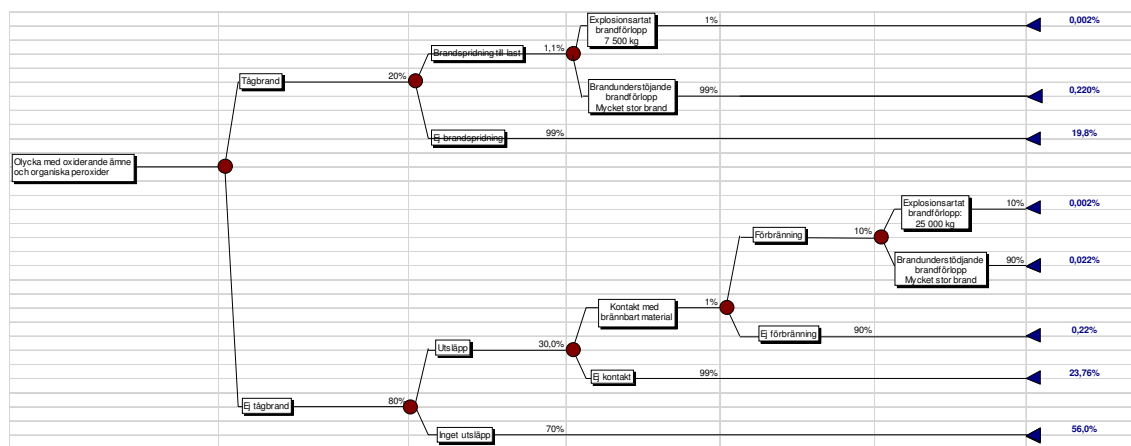 Explosionsartat
brandförlopp
7 500 kg
1%
0,002%
Brandspridning till last
1,1%
Tågbrand
20%
Brandunderstöjande
brandförlopp
Mycket stor brand
99%
0,220%
Ej brandspridning
99%
19,8%
Olycka med oxiderande ämne
och organiska peroxider
Explosionsartat
brandförlopp:
25 000 kg
10%
0,002%
Förbränning
10%
Brandunderstödjande
brandförlopp
Mycket stor brand
90%
0,022%
Kontakt med
brännbart material
1%
Ej förbränning
90%
0,22%
Utsläpp
30,0%
Ej kontakt
99%
23,76%
Ej tågbrand
80%
Inget utsläpp
70%
56,0%